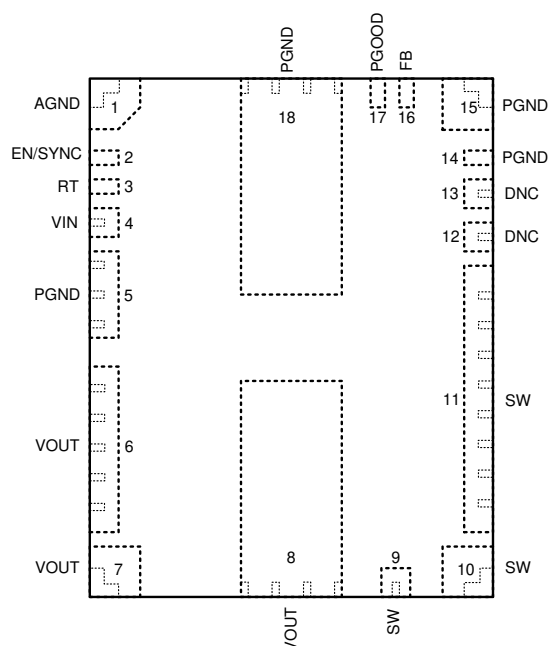 PGND
PGOOD
FB
AGND
1
18
17
16
15
PGND
EN/SYNC
2
14
PGND
RT
3
13
DNC
VIN
4
12
DNC
PGND
5
11
SW
VOUT
6
VOUT
7
8
9
10
SW
VOUT
SW